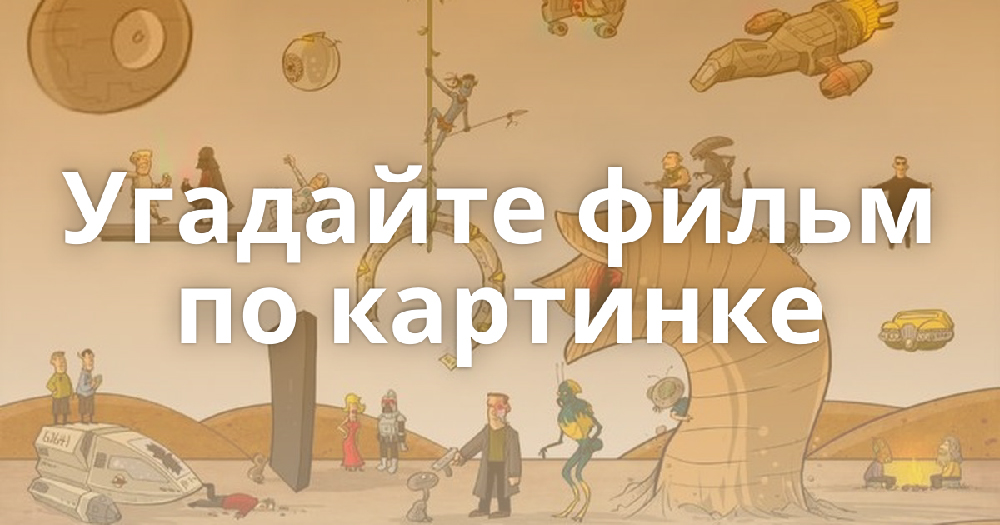 Угадайте фильм
по картинке